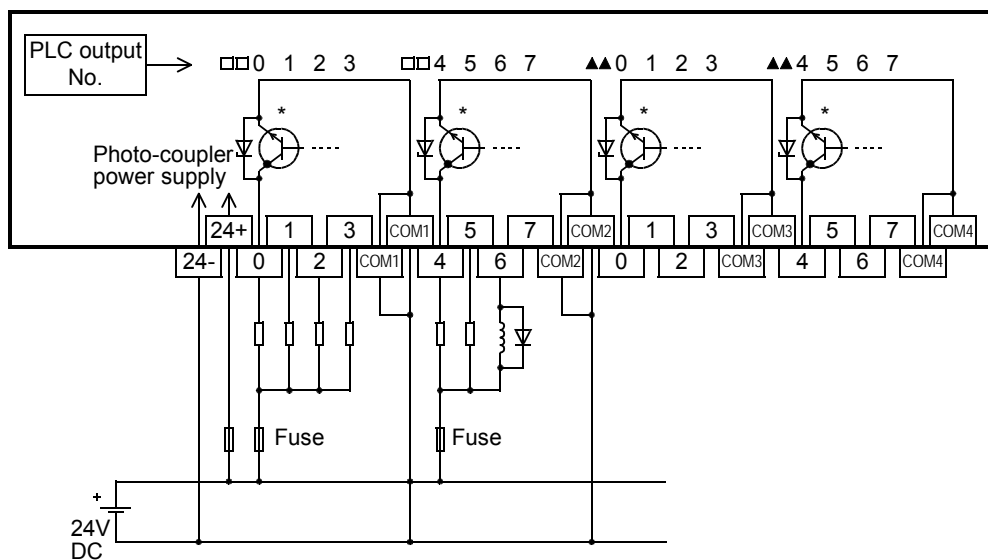 PLC output
No.
□□ 0 1 2 3 □□ 4 5 6 7 ▲▲ 0 1 2 3 ▲▲ 4 5 6 7
* * * *
Photo-coupler
power supply
24+ 1 3 COM1 5 7 COM2 1 3 COM3 5 7 COM4
24- 0 2 COM1 4 6 COM2 0 2 COM3 4 6 COM4
Fuse Fuse
+
24V
DC